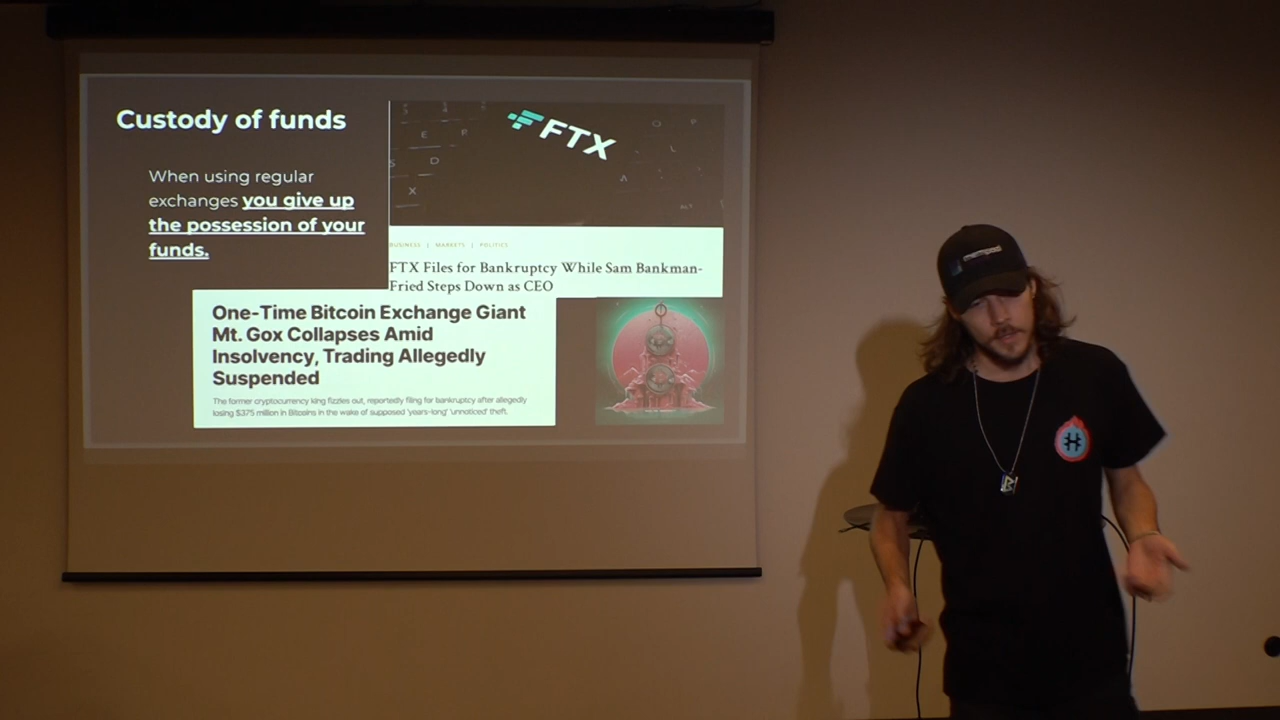 Custody of funds
When using regular
exchanges you give up
the possession of your
funds.
FTX
BUSINESS | MARKETS | POLITICS
FTX Files for Bankruptcy While Sam Bankman-
Fried Steps Down as CEO
One-Time Bitcoin Exchange Giant
Mt. Gox Collapses Amid
Insolvency, Trading Allegedly
Suspended
The former cryptocurrency king fizzles out, reportedly filing for bankruptcy after allegedly
losing $375 million in Bitcoins in the wake of supposed 'years-long' 'unnoticed' theft.